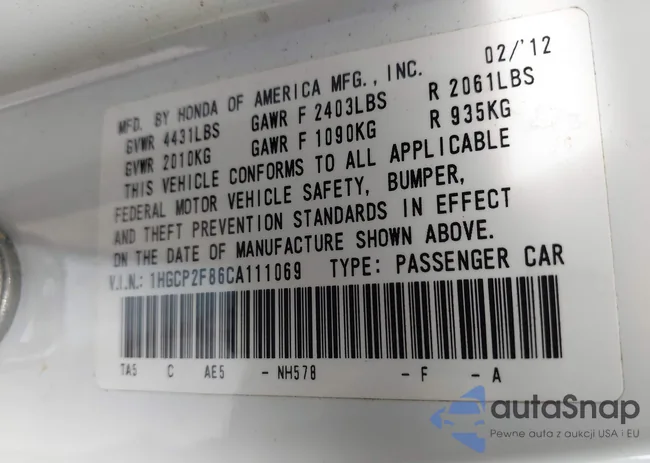 MFD. BY HONDA OF AMERICA MFG., INC. 02/'12
GVWR 4431LBS GAWR F 2403LBS R 2061LBS
GVWR 2010KG GAWR F 1090KG R 935KG
THIS VEHICLE CONFORMS TO ALL APPLICABLE
FEDERAL MOTOR VEHICLE SAFETY, BUMPER,
AND THEFT PREVENTION STANDARDS IN EFFECT
ON THE DATE OF MANUFACTURE SHOWN ABOVE.
V.I.N.: 1HGCP2F86CA111069 TYPE: PASSENGER CAR
TA5 C AE5 - NH578 - F - A
autaSnap
Pewne auta z aukcji USA i EU